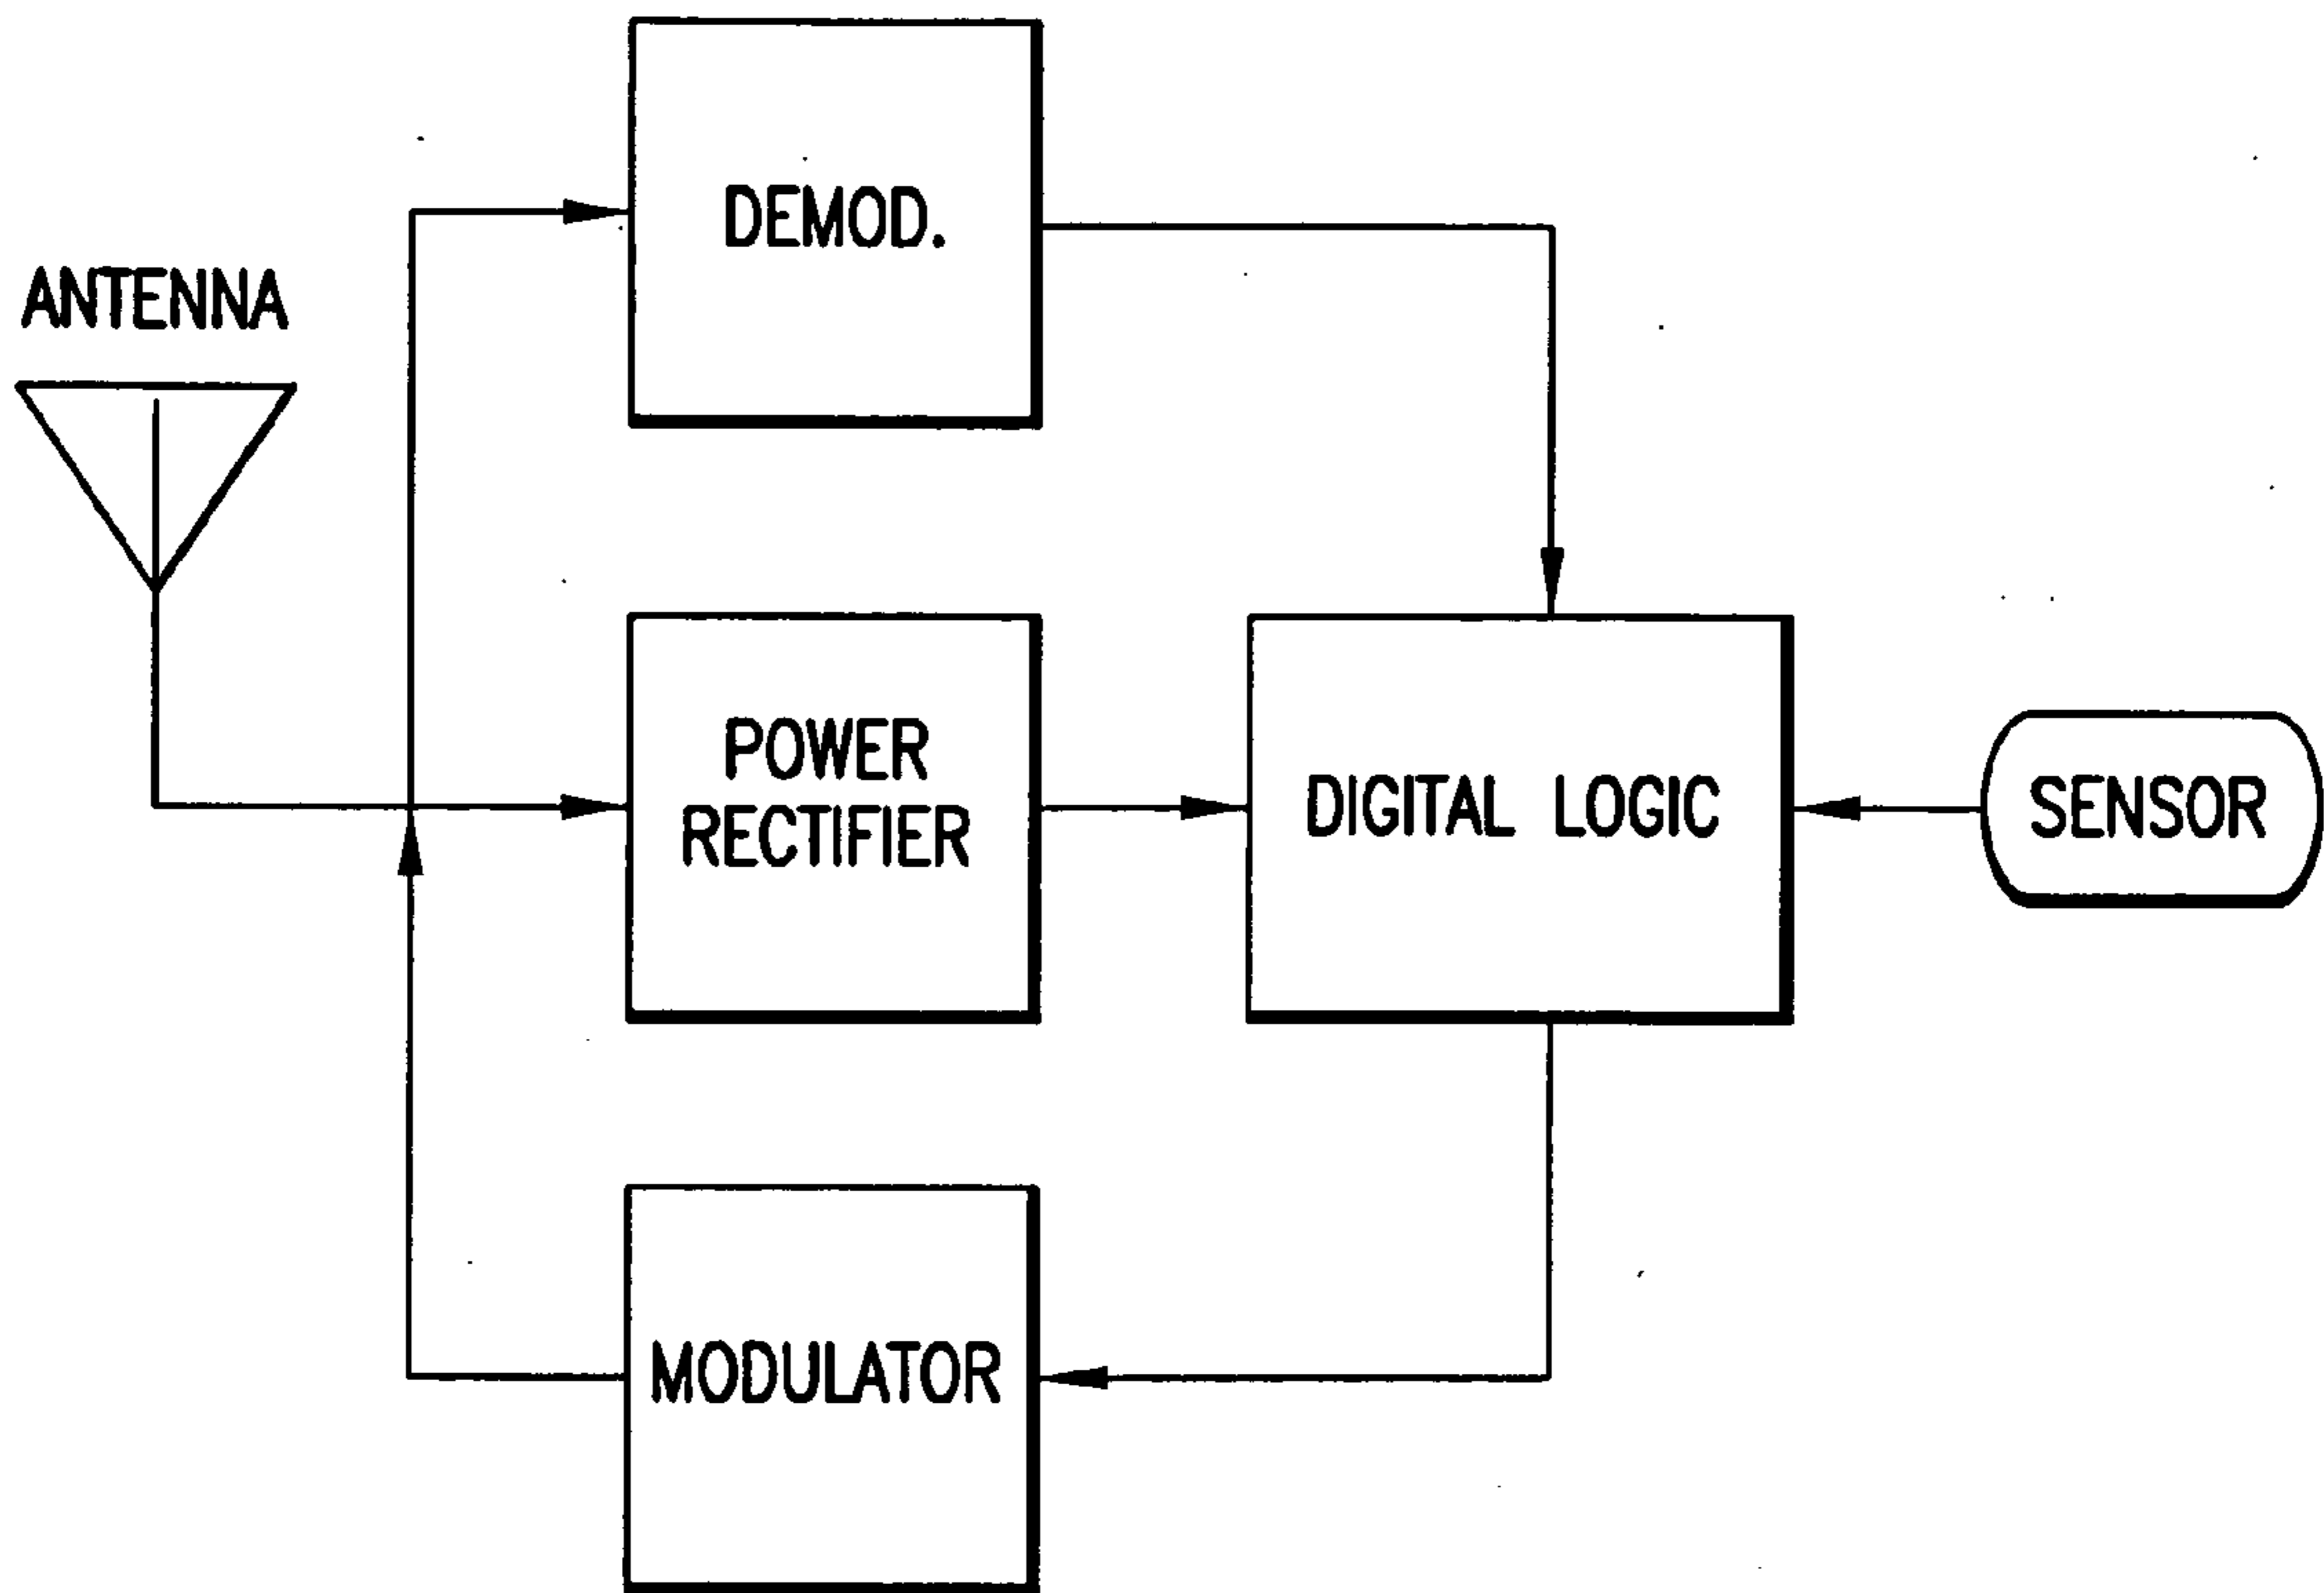 DEMOD.
ANTENNA
POWER
RECTIFIER
DIGITAL LOGIC
SENSOR
MODULATOR